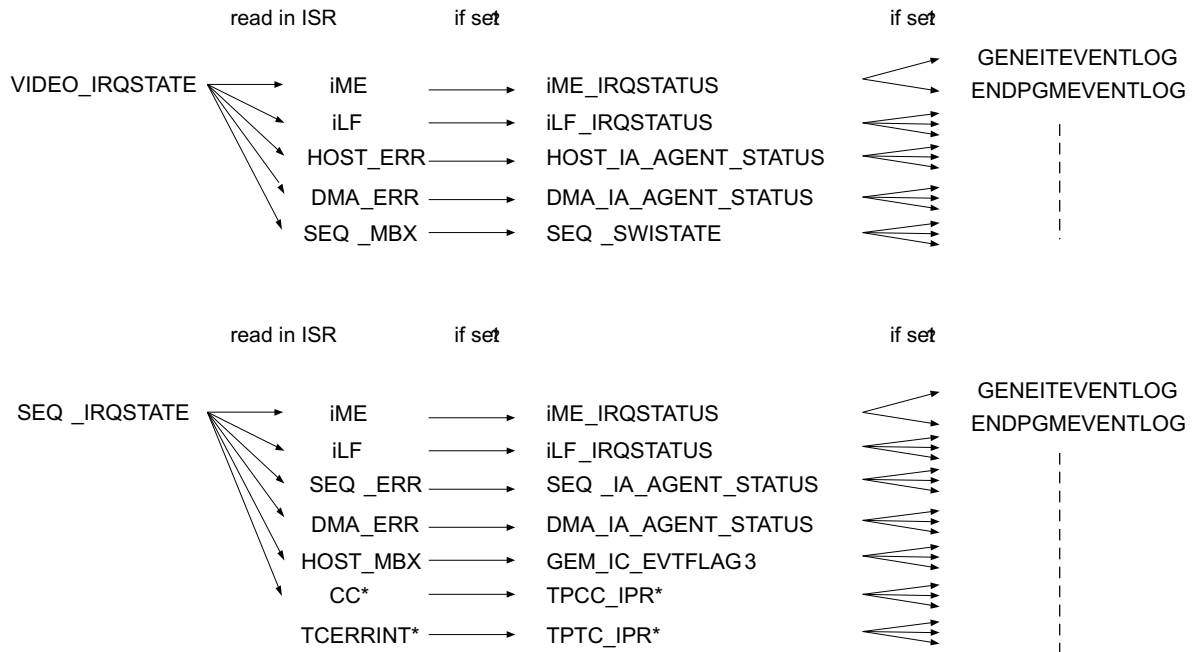 read in ISR if set? if set?
GENEITEVENTLOG
VIDEO_IRQSTATE iME iME_IRQSTATUS ENDPGMEVENTLOG
iLF iLF_IRQSTATUS
HOST_ERR HOST_IA_AGENT_STATUS
DMA_ERR DMA_IA_AGENT_STATUS
SEQ _MBX SEQ _SWISTATE
read in ISR if set? if set?
GENEITEVENTLOG
SEQ _IRQSTATE iME iME_IRQSTATUS ENDPGMEVENTLOG
iLF iLF_IRQSTATUS
SEQ _ERR SEQ _IA_AGENT_STATUS
DMA_ERR DMA_IA_AGENT_STATUS
HOST_MBX GEM_IC_EVTFLAG3
CC* TPCC_IPR*
TCERRINT* TPTC_IPR*